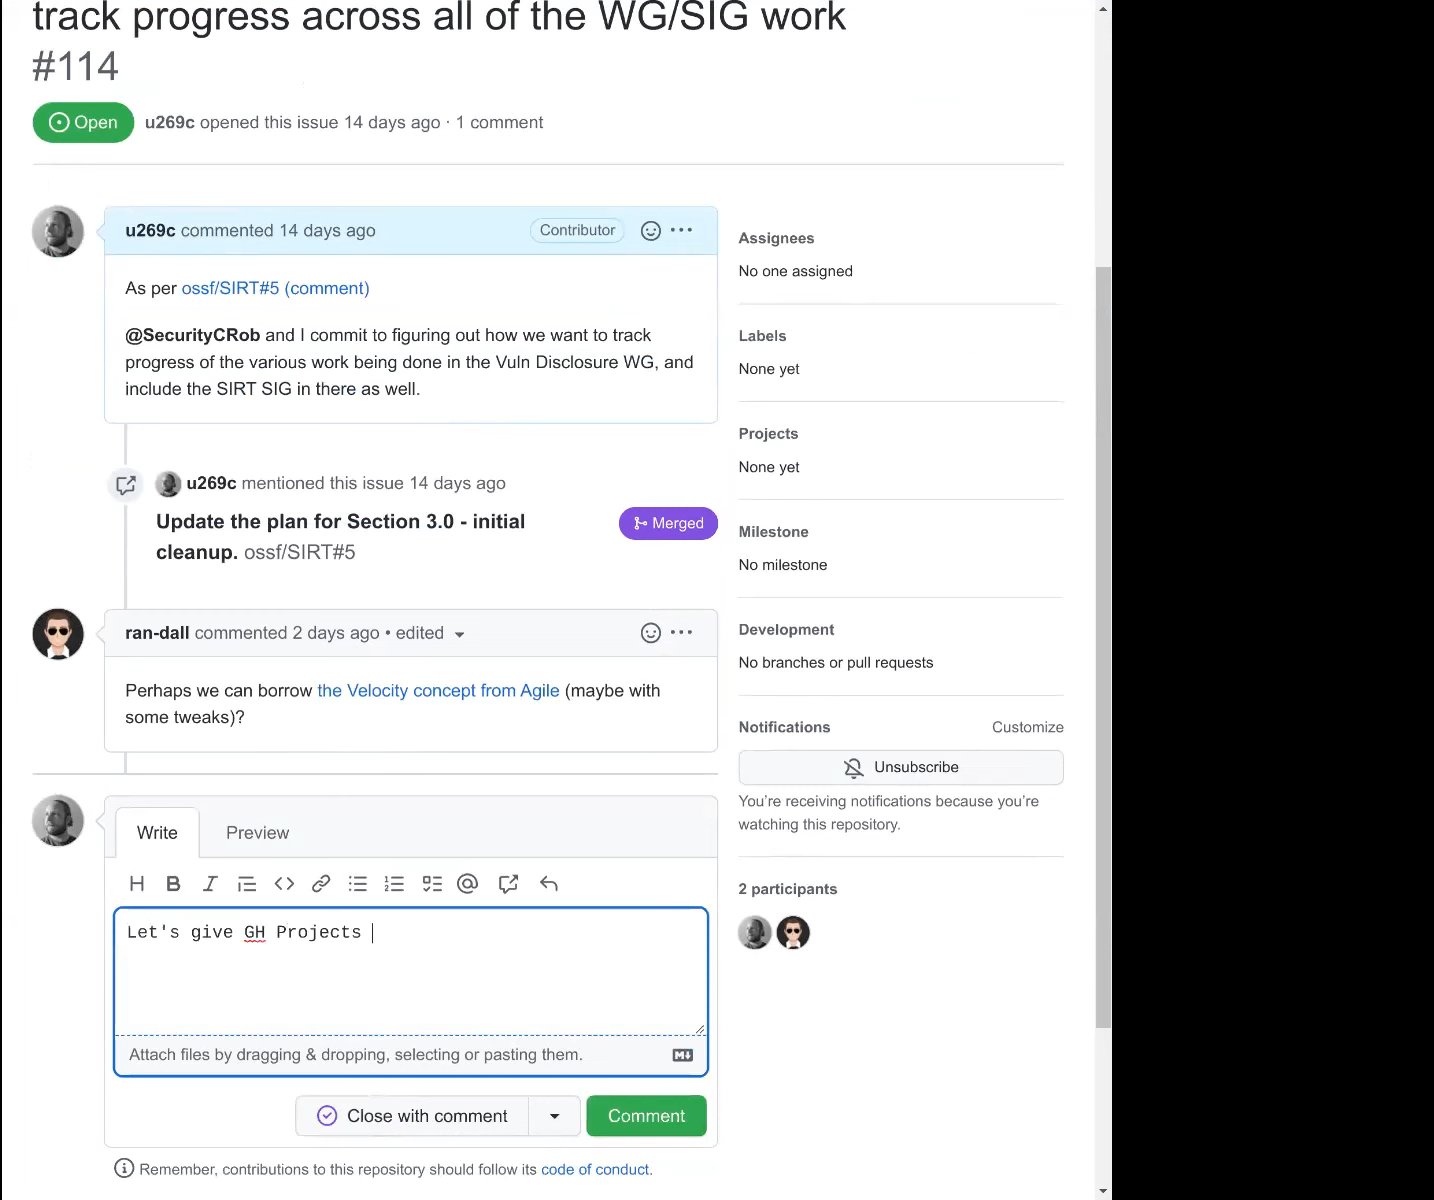 track progress across all of the WG/SIG work
#114
Open u269c opened this issue 14 days ago · 1 comment
u269c commented 14 days ago Contributor
As per ossf/SIRT#5 (comment)
@SecurityCRob and I commit to figuring out how we want to track
progress of the various work being done in the Vuln Disclosure WG, and
include the SIRT SIG in there as well.
u269c mentioned this issue 14 days ago
Update the plan for Section 3.0 - initial
cleanup. ossf/SIRT#5
Merged
ran-dall commented 2 days ago • edited
Perhaps we can borrow the Velocity concept from Agile (maybe with
some tweaks)?
Write Preview
Let's give GH Projects
Attach files by dragging & dropping, selecting or pasting them.
Close with comment Comment
Remember, contributions to this repository should follow its code of conduct.
Assignees
No one assigned
Labels
None yet
Projects
None yet
Milestone
No milestone
Development
No branches or pull requests
Notifications Customize
Unsubscribe
You're receiving notifications because you're
watching this repository.
2 participants